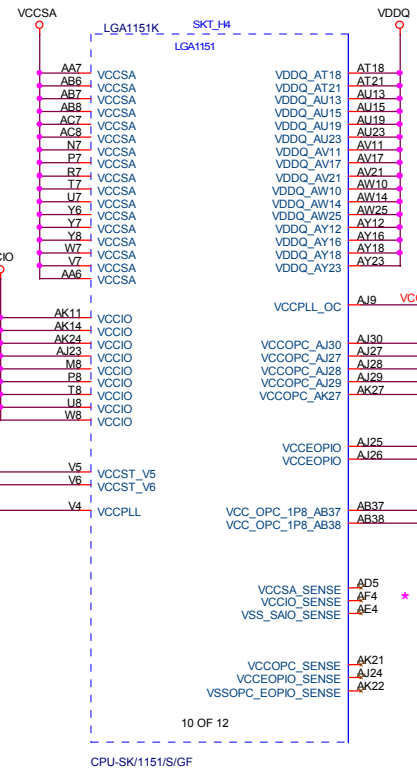 VCCSA
LGA1151K
SKT_H4
VDDQ
LGA1151
AA7 VCCSA VDDQ_AT18 AT18
AB6 VCCSA VDDQ_AT21 AT21
AB7 VCCSA VDDQ_AU13 AU13
AB8 VCCSA VDDQ_AU15 AU15
AC7 VCCSA VDDQ_AU19 AU19
AC8 VCCSA VDDQ_AU23 AU23
N7 VCCSA VDDQ_AV11 AV11
P7 VCCSA VDDQ_AV17 AV17
R7 VCCSA VDDQ_AV21 AV21
T7 VCCSA VDDQ_AW10 AW10
U7 VCCSA VDDQ_AW14 AW14
Y6 VCCSA VDDQ_AW25 AW25
Y7 VCCSA VDDQ_AY12 AY12
Y8 VCCSA VDDQ_AY16 AY16
W7 VCCSA VDDQ_AY18 AY18
V7 VCCSA VDDQ_AY23 AY23
AA6 VCCSA
VCCPLL_OC AJ9
AK11 VCCIO
AK14 VCCIO
AK24 VCCIO VCCOPC_AJ30 AJ30
AJ23 VCCIO VCCOPC_AJ27 AJ27
M8 VCCIO VCCOPC_AJ28 AJ28
P8 VCCIO VCCOPC_AJ29 AJ29
T8 VCCIO VCCOPC_AK27 AK27
U8 VCCIO
W8 VCCIO
VCCEOPIO AJ25
VCCEOPIO AJ26
V5 VCCST_V5
V6 VCCST_V6
V4 VCCPLL VCC_OPC_1P8_AB37 AB37
VCC_OPC_1P8_AB38 AB38
VCCSA_SENSE AD5
VCCIO_SENSE AF4 *
VSS_SAIO_SENSE AE4
VCCOPC_SENSE AK21
VCCEOPIO_SENSE AJ24
VSSOPC_EOPIO_SENSE AK22
10 OF 12
CPU-SK/1151/S/GF